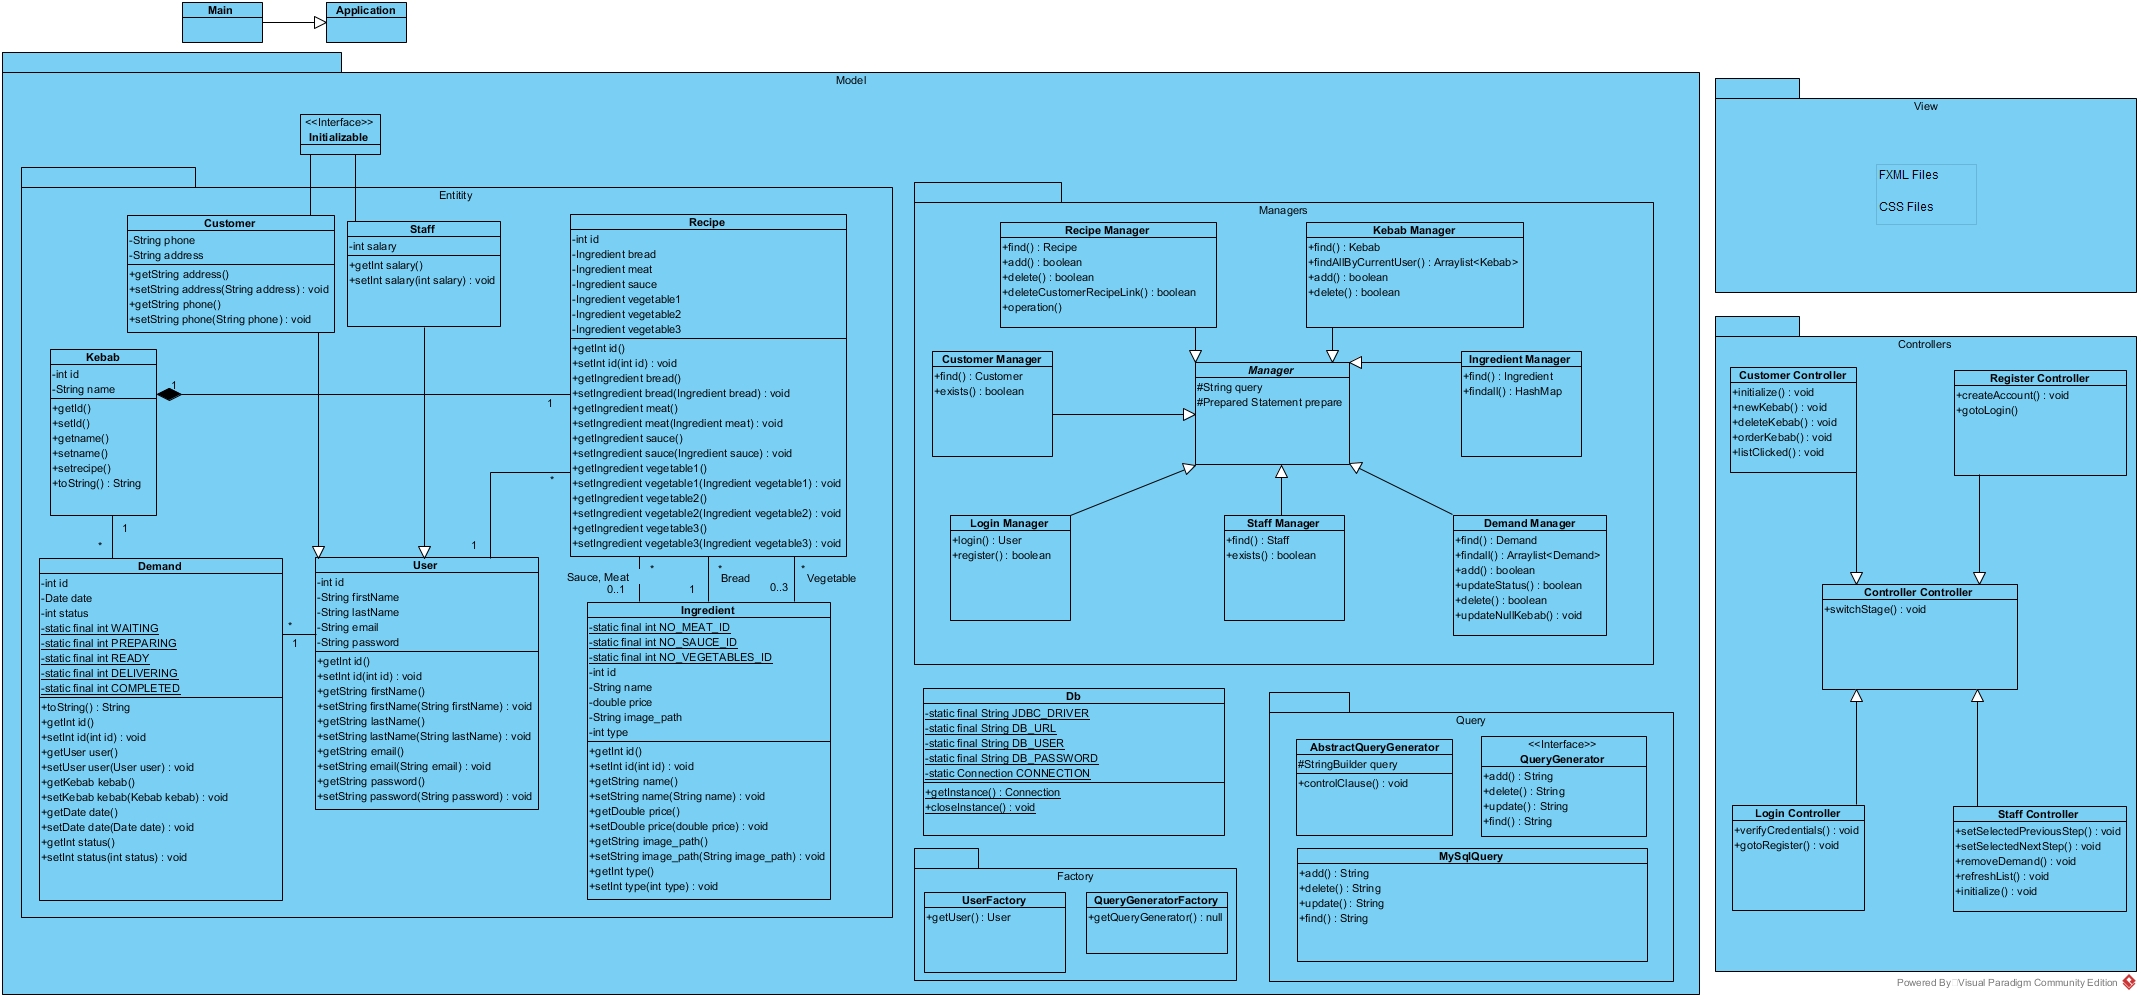 Main
Application
Model
<<Interface>>
Initializable
Entitity
Customer
-String phone
-String address
+getString address()
+setString address(String address) : void
+getString phone()
+setString phone(String phone) : void
Staff
-int salary
+getInt salary()
+setInt salary(int salary) : void
Recipe
-int id
-Ingredient bread
-Ingredient meat
-Ingredient sauce
-Ingredient vegetable1
-Ingredient vegetable2
-Ingredient vegetable3
+getInt id()
+setInt id(int id) : void
+getIngredient bread()
+setIngredient bread(Ingredient bread) : void
+getIngredient meat()
+setIngredient meat(Ingredient meat) : void
+getIngredient sauce()
+setIngredient sauce(Ingredient sauce) : void
+getIngredient vegetable1()
+setIngredient vegetable1(Ingredient vegetable1) : void
+getIngredient vegetable2()
+setIngredient vegetable2(Ingredient vegetable2) : void
+getIngredient vegetable3()
+setIngredient vegetable3(Ingredient vegetable3) : void
Kebab
-int id
-String name
+getId()
+setId()
+getname()
+setname()
+setrecipe()
+toString() : String
1
1
1
*
*
1
Demand
-int id
-Date date
-int status
-static final int WAITING
-static final int PREPARING
-static final int READY
-static final int DELIVERING
-static final int COMPLETED
+toString() : String
+getInt id()
+setInt id(int id) : void
+getUser user()
+setUser user(User user) : void
+getKebab kebab()
+setKebab kebab(Kebab kebab) : void
+getDate date()
+setDate date(Date date) : void
+getInt status()
+setInt status(int status) : void
*
1
User
-int id
-String firstName
-String lastName
-String email
-String password
+getInt id()
+setInt id(int id) : void
+getString firstName()
+setString firstName(String firstName) : void
+getString lastName()
+setString lastName(String lastName) : void
+getString email()
+setString email(String email) : void
+getString password()
+setString password(String password) : void
Sauce, Meat
*
0..1
*
Bread
1
*
Vegetable
0..3
Ingredient
-static final int NO_MEAT_ID
-static final int NO_SAUCE_ID
-static final int NO_VEGETABLES_ID
-int id
-String name
-double price
-String image_path
-int type
+getInt id()
+setInt id(int id) : void
+getString name()
+setString name(String name) : void
+getDouble price()
+setDouble price(double price) : void
+getString image_path()
+setString image_path(String image_path) : void
+getInt type()
+setInt type(int type) : void
Managers
Recipe Manager
+find() : Recipe
+add() : boolean
+delete() : boolean
+deleteCustomerRecipeLink() : boolean
+operation()
Kebab Manager
+find() : Kebab
+findAllByCurrentUser() : Arraylist<Kebab>
+add() : boolean
+delete() : boolean
Customer Manager
+find() : Customer
+exists() : boolean
Manager
#String query
#Prepared Statement prepare
Ingredient Manager
+find() : Ingredient
+findall() : HashMap
Login Manager
+login() : User
+register() : boolean
Staff Manager
+find() : Staff
+exists() : boolean
Demand Manager
+find() : Demand
+findall() : Arraylist<Demand>
+add() : boolean
+updateStatus() : boolean
+delete() : boolean
+updateNullKebab() : void
Db
-static final String JDBC_DRIVER
-static final String DB_URL
-static final String DB_USER
-static final String DB_PASSWORD
-static Connection CONNECTION
+getInstance() : Connection
+closeInstance() : void
Factory
UserFactory
+getUser() : User
QueryGeneratorFactory
+getQueryGenerator() : null
Query
AbstractQueryGenerator
#StringBuilder query
+controlClause() : void
<<Interface>>
QueryGenerator
+add() : String
+delete() : String
+update() : String
+find() : String
MySqlQuery
+add() : String
+delete() : String
+update() : String
+find() : String
View
FXML Files
CSS Files
Controllers
Customer Controller
+initialize() : void
+newKebab() : void
+deleteKebab() : void
+orderKebab() : void
+listClicked() : void
Register Controller
+createAccount() : void
+gotoLogin()
Controller Controller
+switchStage() : void
Login Controller
+verifyCredentials() : void
+gotoRegister() : void
Staff Controller
+setSelectedPreviousStep() : void
+setSelectedNextStep() : void
+removeDemand() : void
+refreshList() : void
+initialize() : void
Powered By Visual Paradigm Community Edition